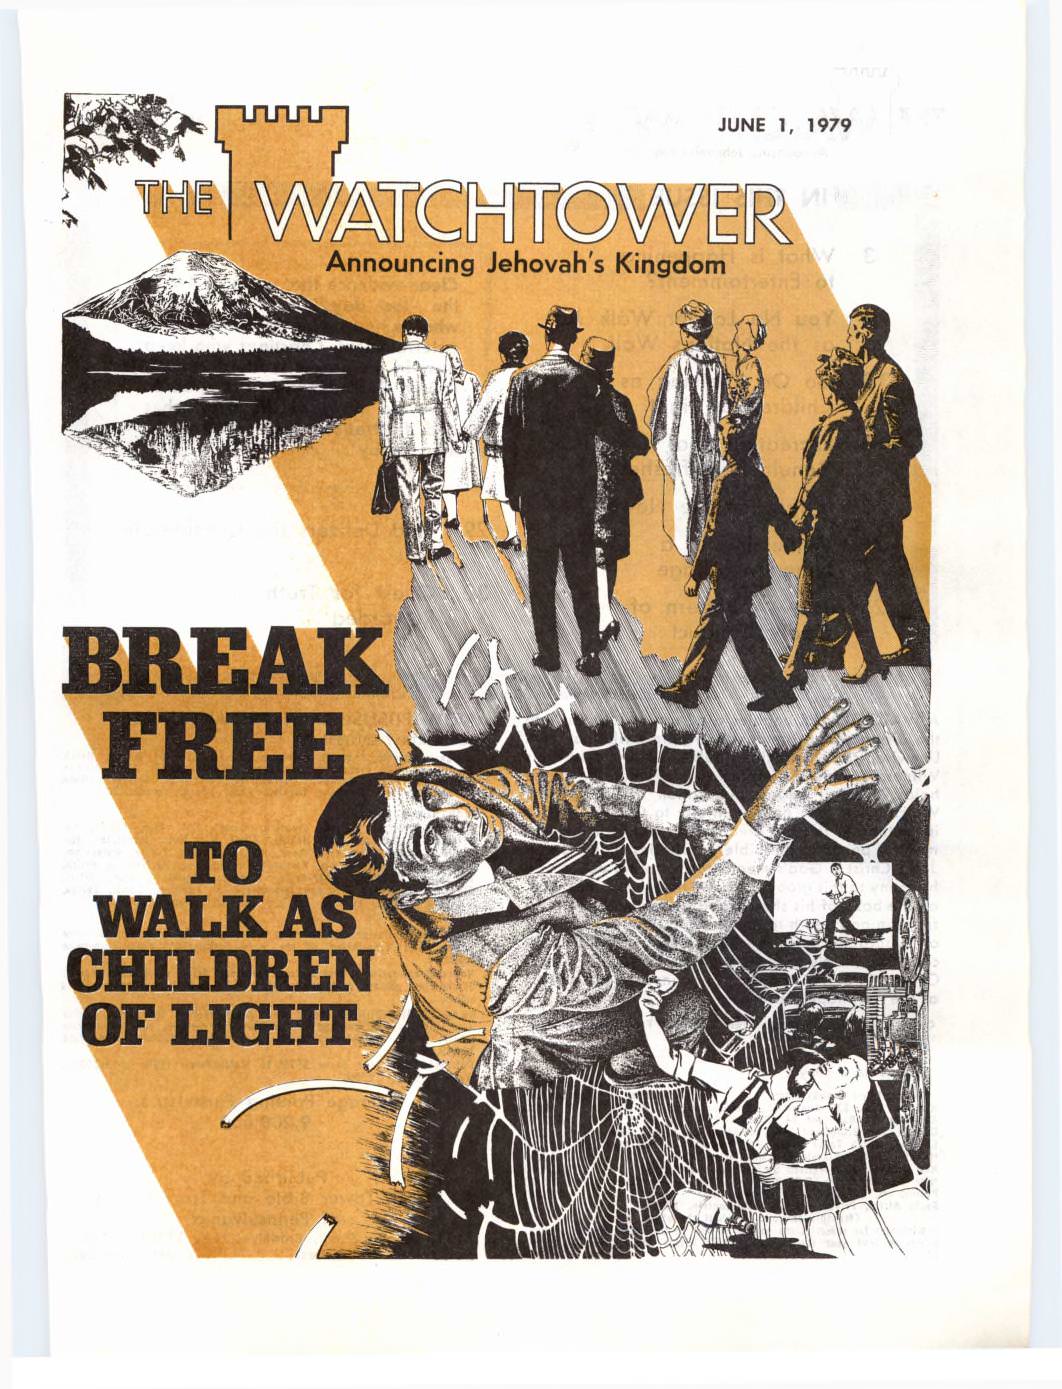 JUNE 1, 1979
THE WATCHTOWER
Announcing Jehovah's Kingdom
BREAK
FREE
TO
WALK AS
CHILDREN
OF LIGHT